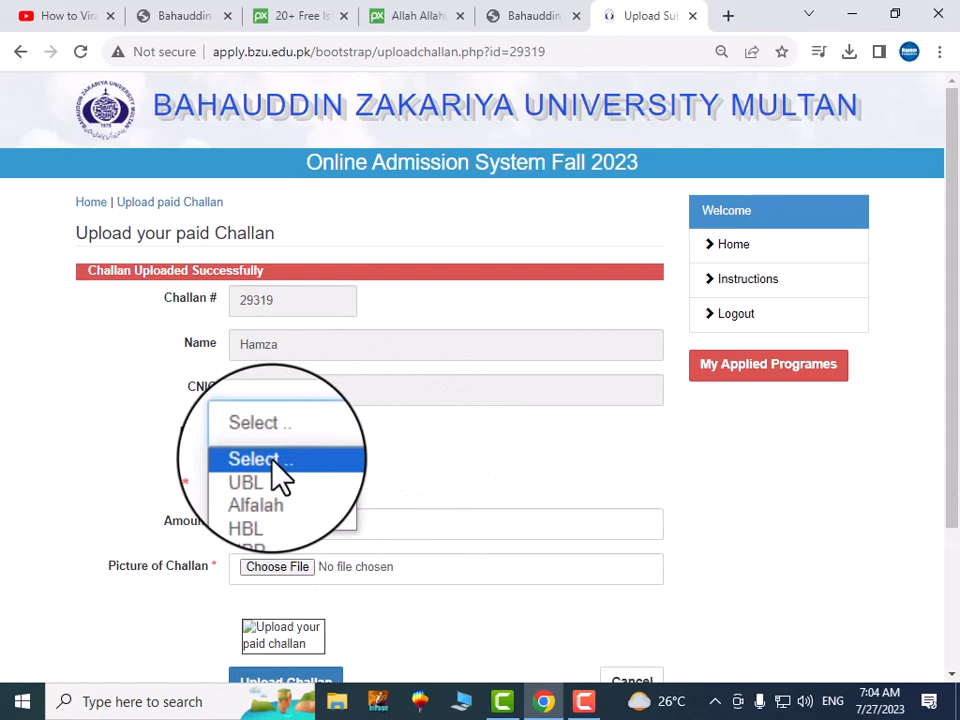 How to Vira
Bahauddin
20+ Free Is
Allah Allah
Bahauddin
Upload Sub
Not secure
apply.bzu.edu.pk/bootstrap/uploadchallan.php?id=29319
BAHAUDDIN ZAKARIYA UNIVERSITY MULTAN
Online Admission System Fall 2023
Home | Upload paid Challan
Welcome
Upload your paid Challan
Home
Challan Uploaded Successfully
Instructions
Challan # 29319
Logout
Name Hamza
My Applied Programes
CNIC
Select ..
Select ..
UBL
Alfalah
HBL
Amou
Picture of Challan * Choose File No file chosen
Upload your
paid challan
Upload Challan Cancel
Type here to search
26°C
ENG
7:04 AM
7/27/2023